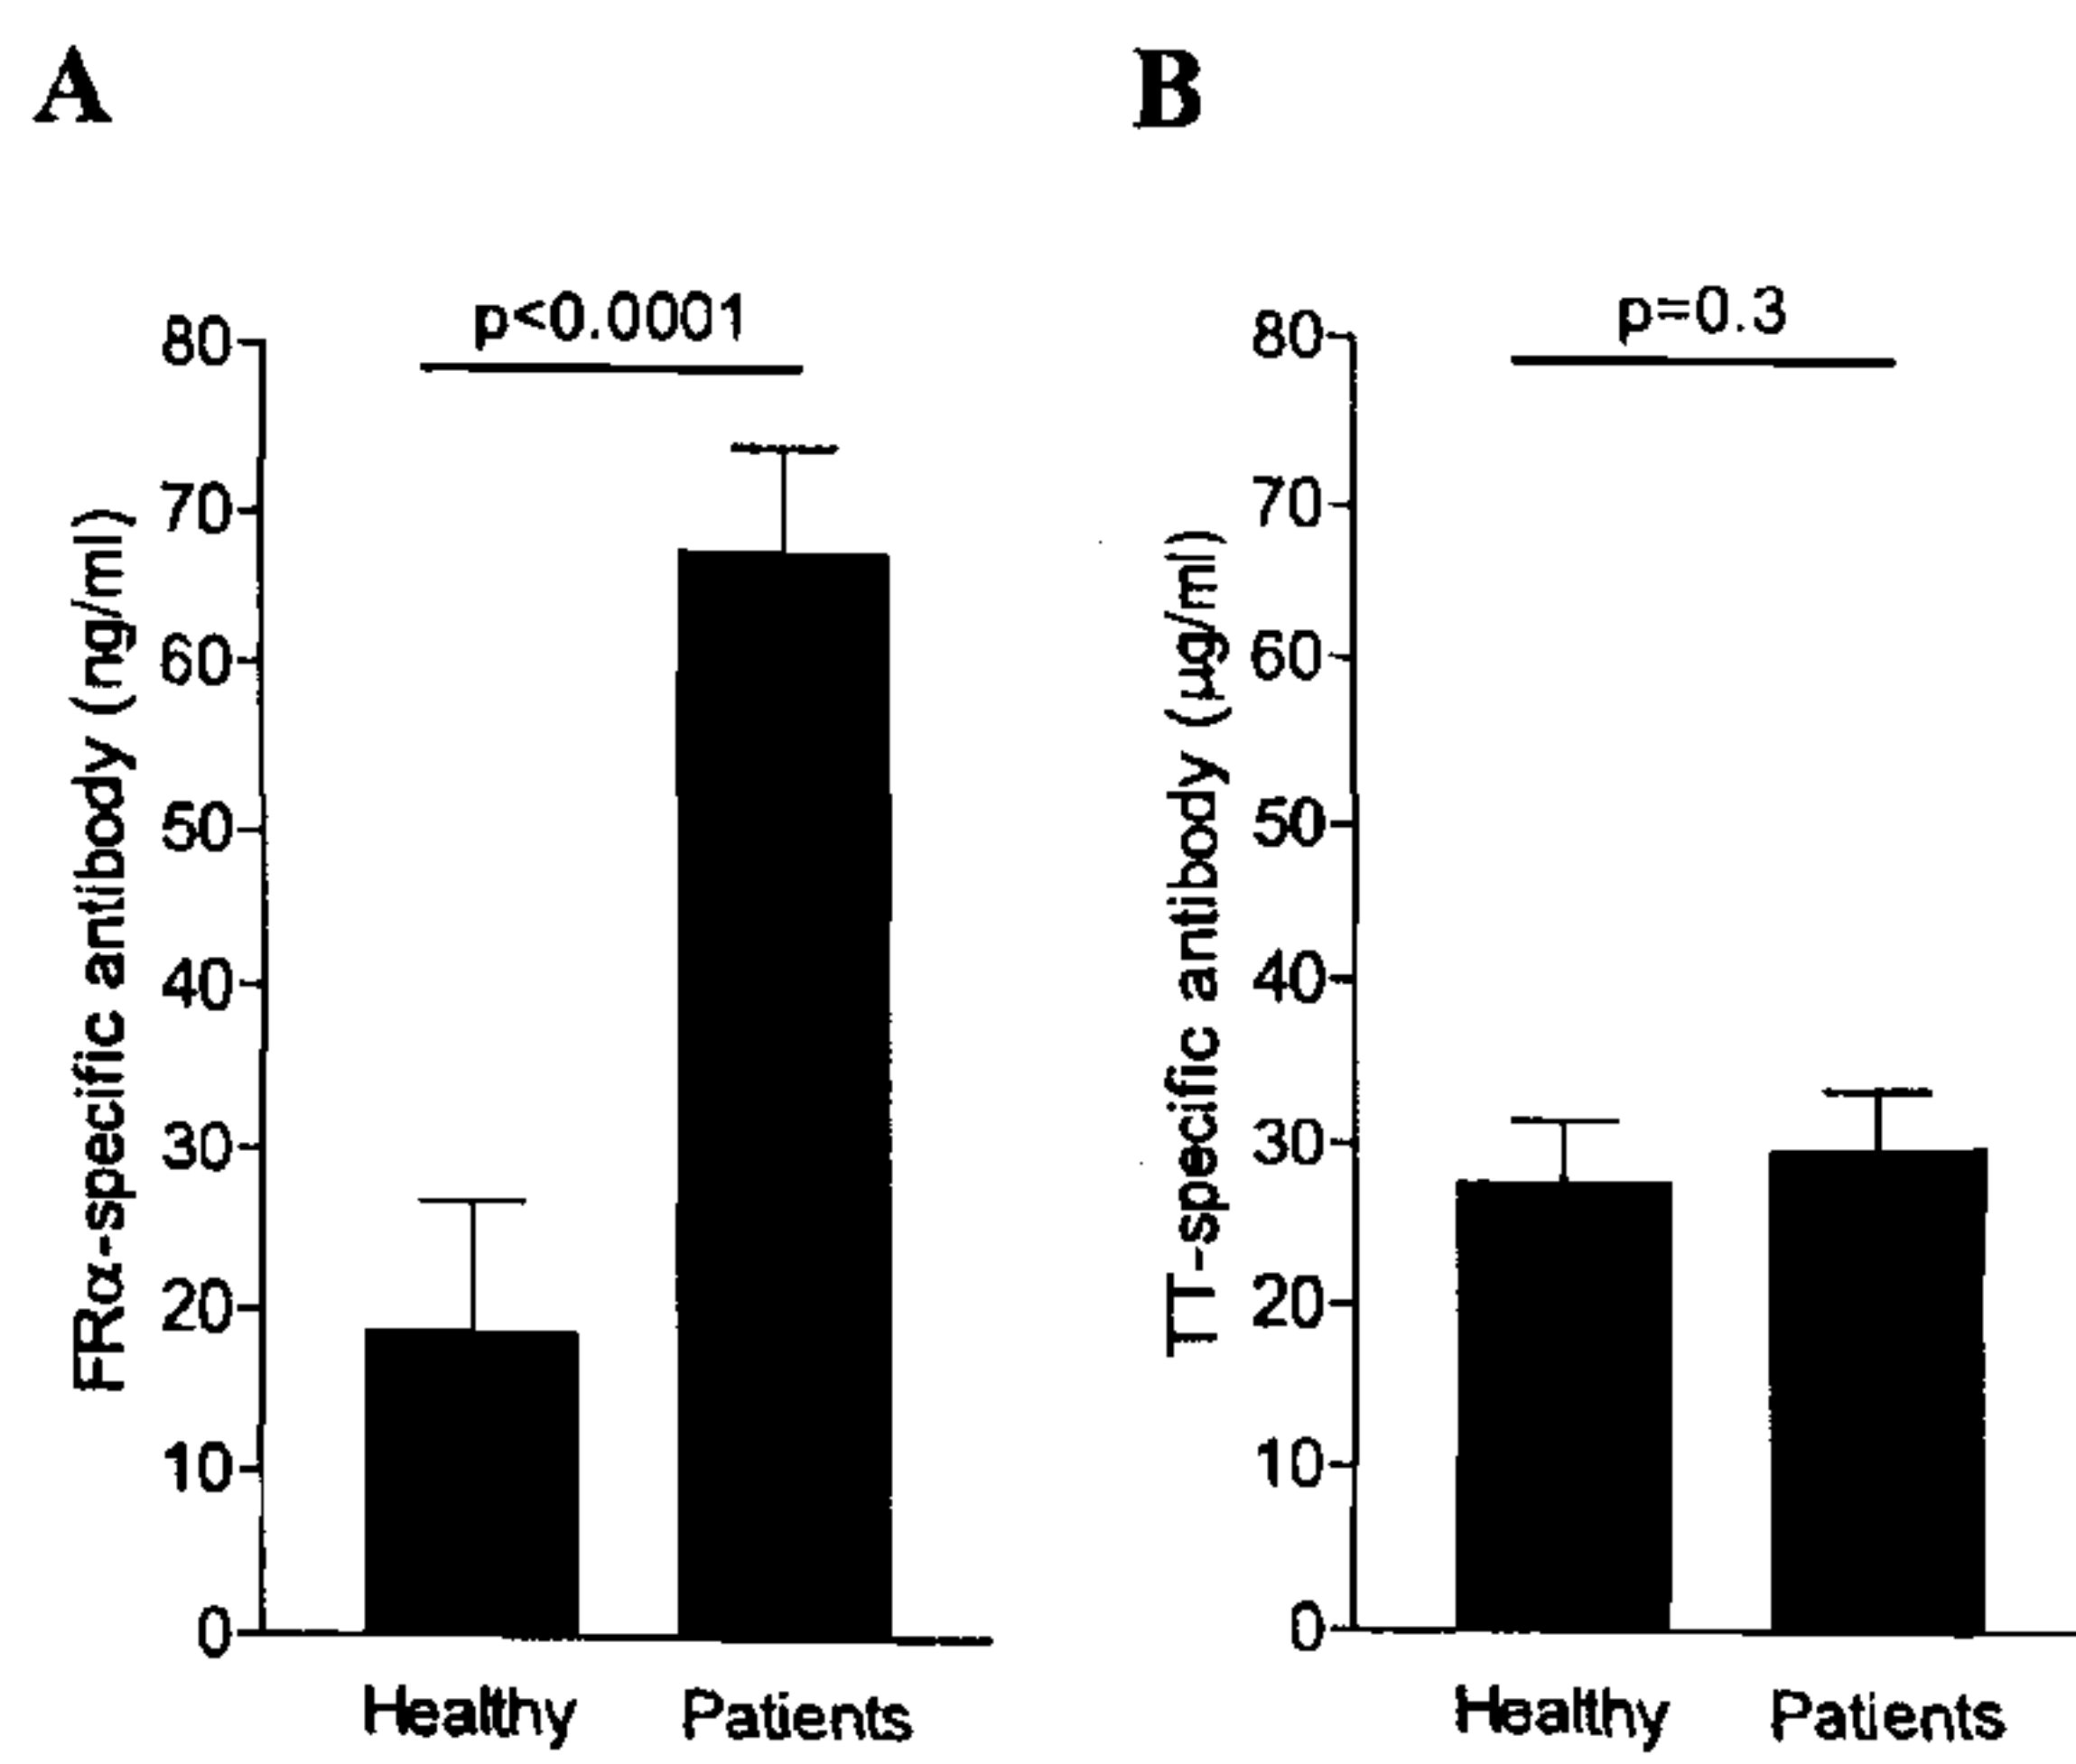 A
p<0.0001
FRα-specific antibody (ng/ml)
80
70
60
50
40
30
20
10
0
Healthy Patients
B
p=0.3
TT-specific antibody (µg/ml)
80
70
60
50
40
30
20
10
0
Healthy Patients